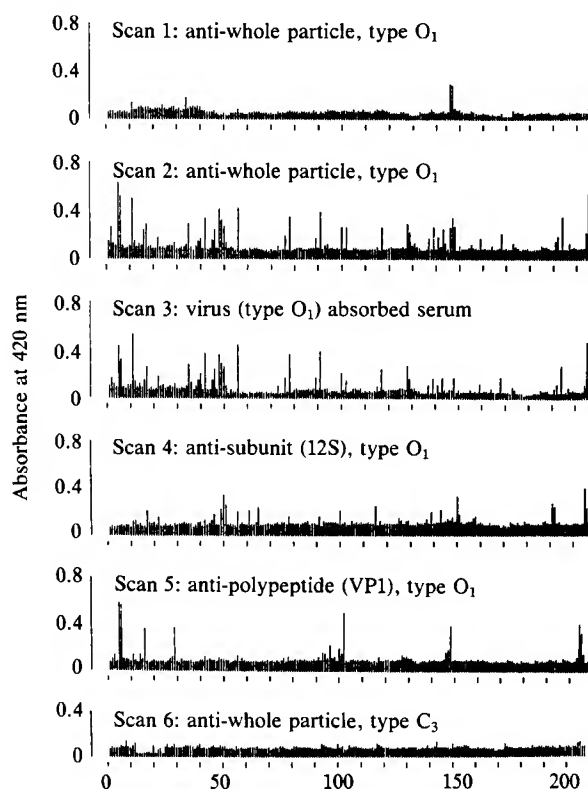 0.8
Scan 1: anti-whole particle, type O₁
0.4
0
0.8
Scan 2: anti-whole particle, type O₁
0.4
0
Absorbance at 420 nm
0.8
Scan 3: virus (type O₁) absorbed serum
0.4
0
0.8
Scan 4: anti-subunit (12S), type O₁
0.4
0
0.8
Scan 5: anti-polypeptide (VP1), type O₁
0.4
0
0.4
Scan 6: anti-whole particle, type C₃
0
0 50 100 150 200